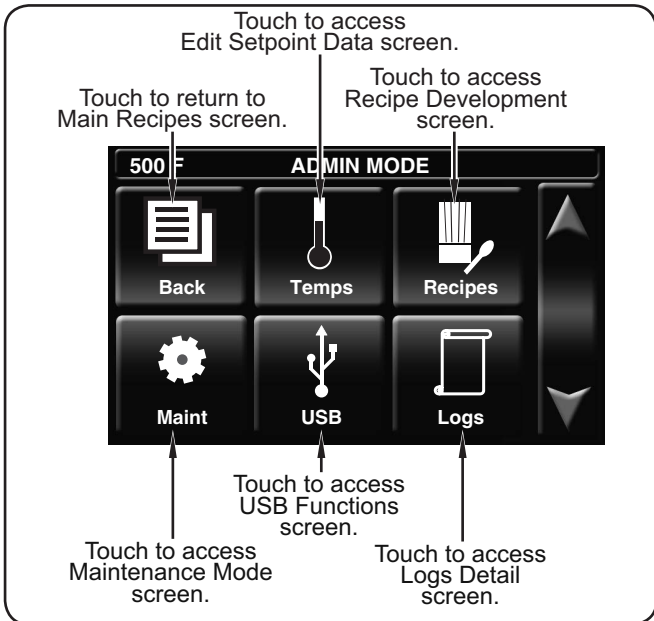 Touch to access
Edit Setpoint Data screen.
Touch to access
Recipe Development
screen.
Touch to return to
Main Recipes screen.
500 F ADMIN MODE
Back Temps Recipes
Maint USB Logs
Touch to access
USB Functions
screen.
Touch to access
Maintenance Mode
screen.
Touch to access
Logs Detail
screen.